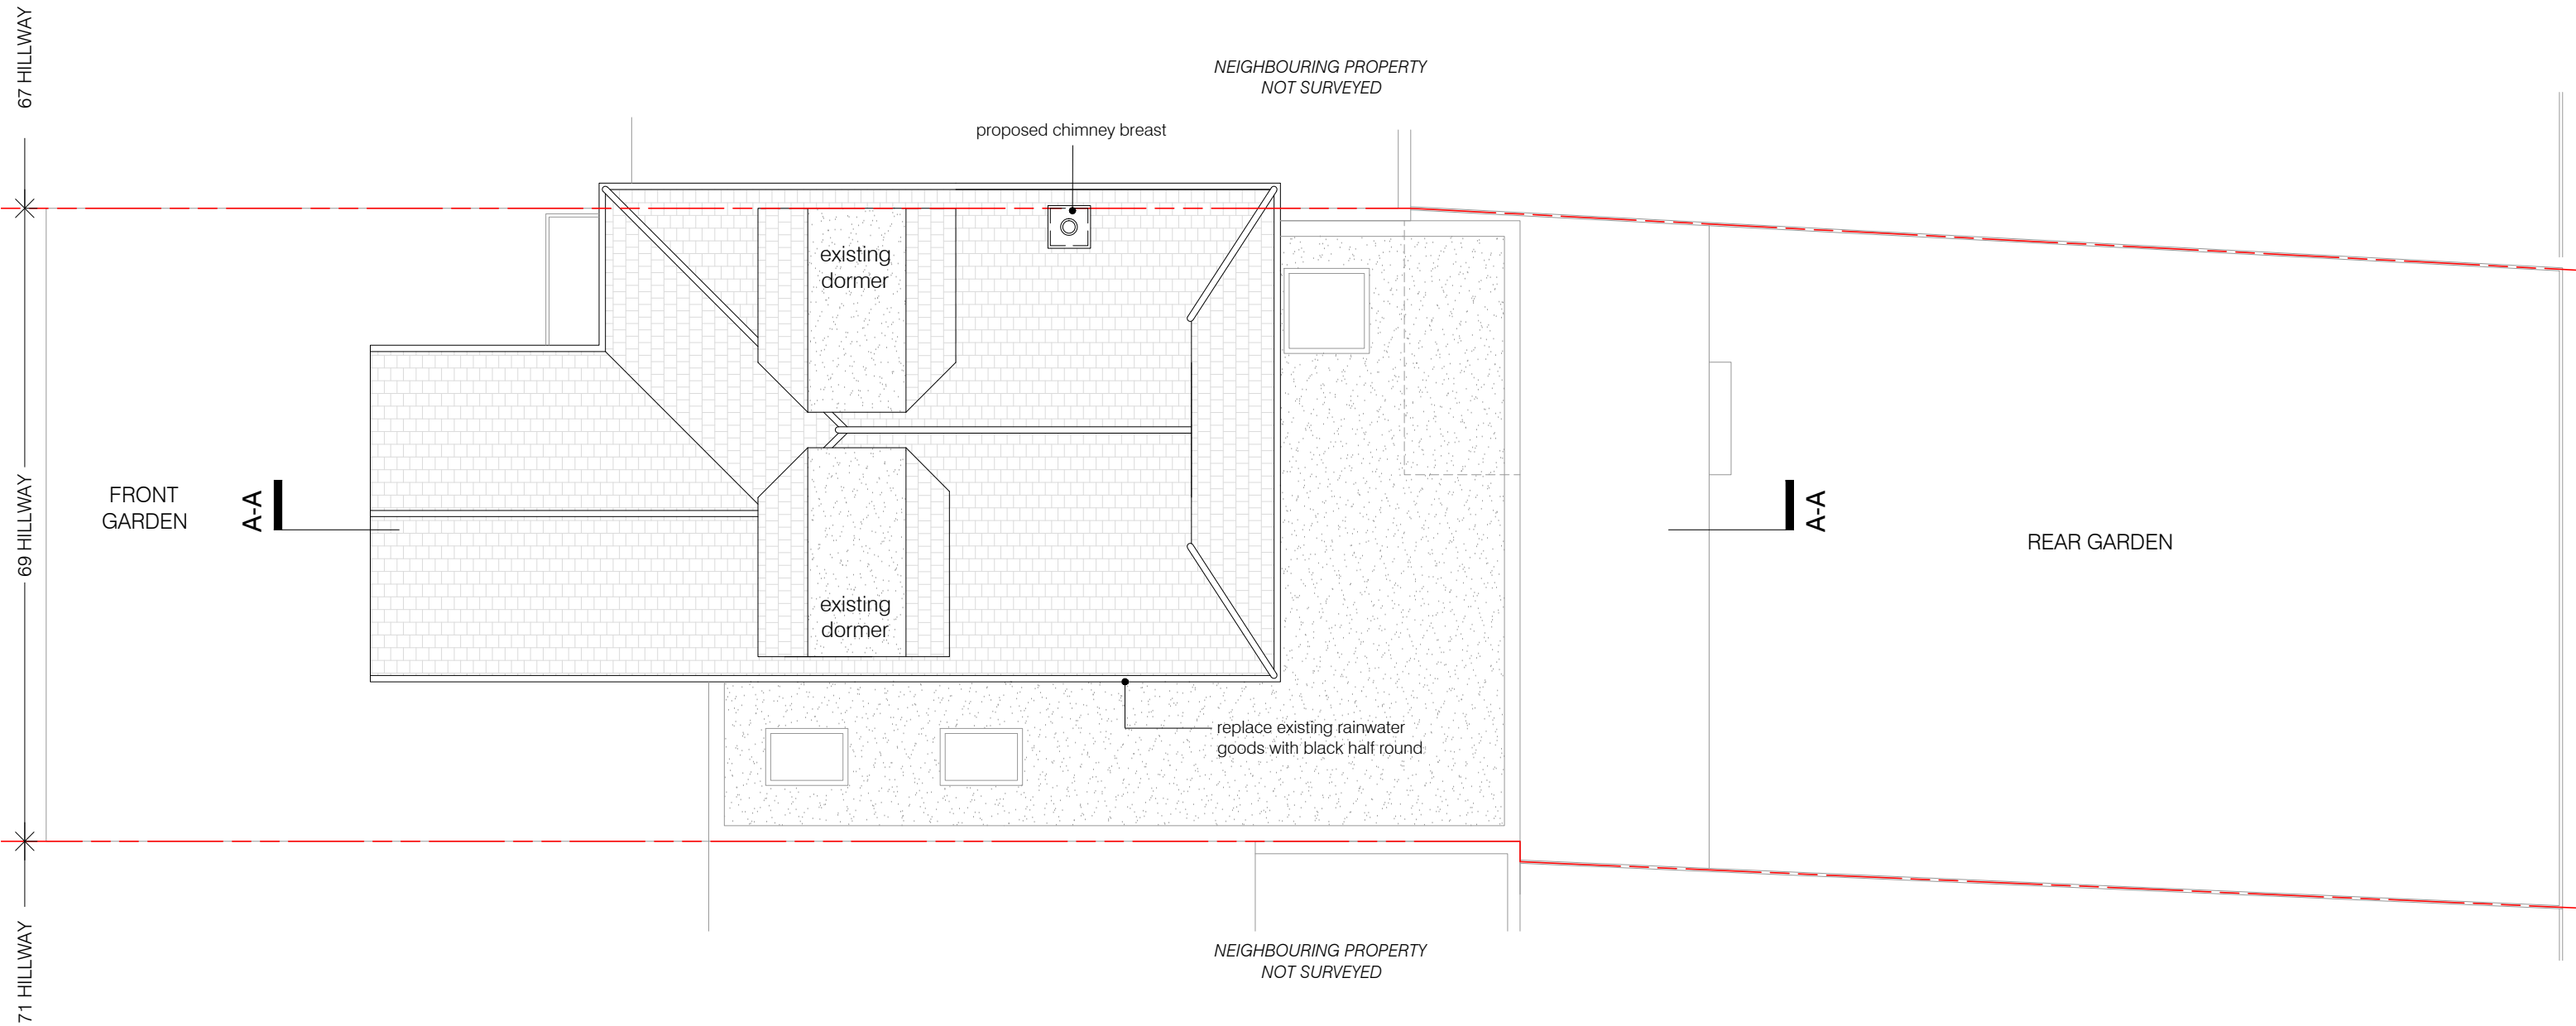 67 HILLWAY
NEIGHBOURING PROPERTY
NOT SURVEYED
proposed chimney breast
existing
dormer
69 HILLWAY
FRONT
GARDEN
A-A
A-A
REAR GARDEN
existing
dormer
replace existing rainwater
goods with black half round
71 HILLWAY
NEIGHBOURING PROPERTY
NOT SURVEYED